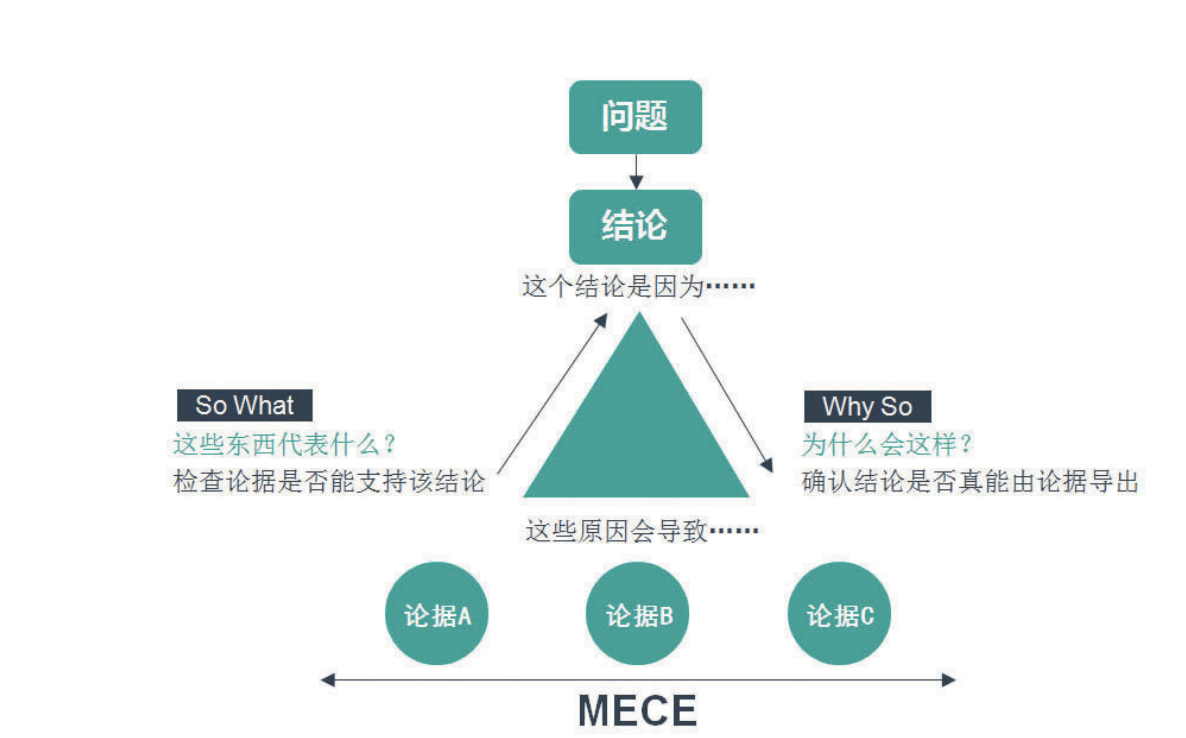 问题
结论
这个结论是因为……
So What
这些东西代表什么？
检查论据是否能支持该结论
Why So
为什么会这样？
确认结论是否真能由论据导出
这些原因会导致……
论据A
论据B
论据C
MECE